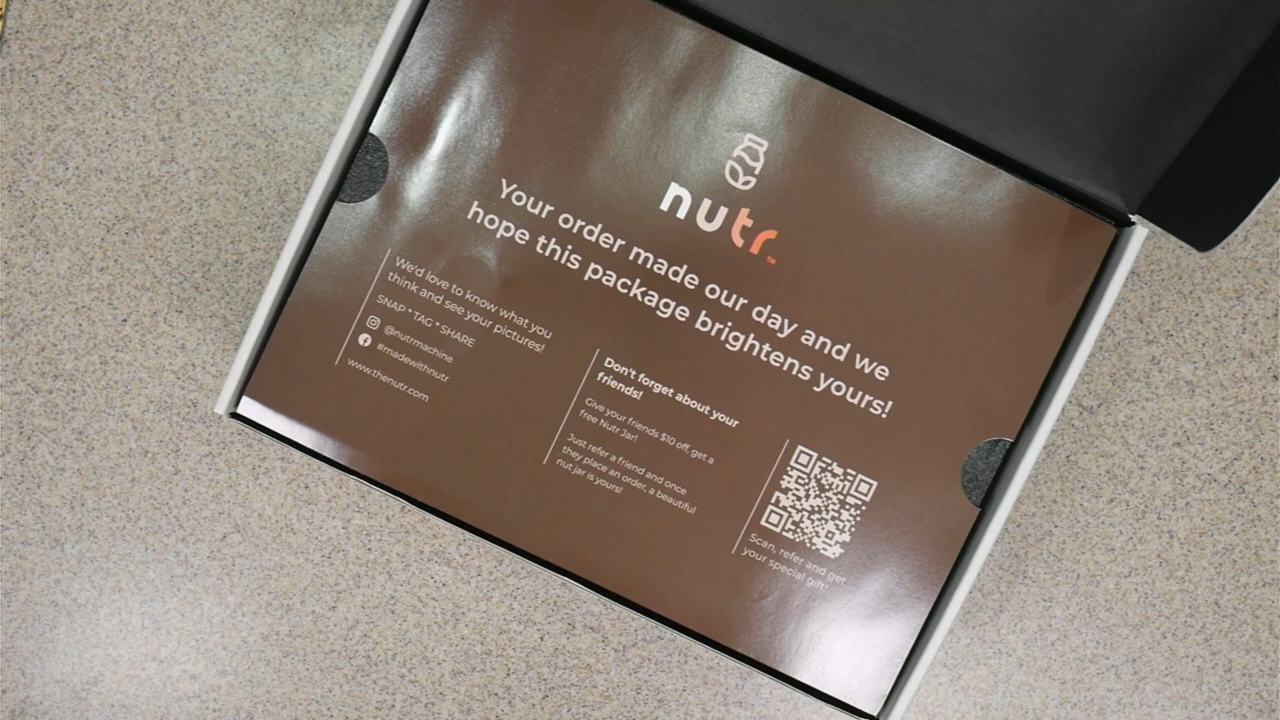 nutr™
Your order made our day and we
hope this package brightens yours!
We'd love to know what you
think and see your pictures!
SNAP * TAG * SHARE
@nutrmachine
#madewithnutr
www.thenutr.com
Don't forget about your
friends!
Give your friends $10 off, get a
free Nutr Jar!
Just refer a friend and once
they place an order, a beautiful
nut jar is yours!
Scan, refer and get
your special gift!